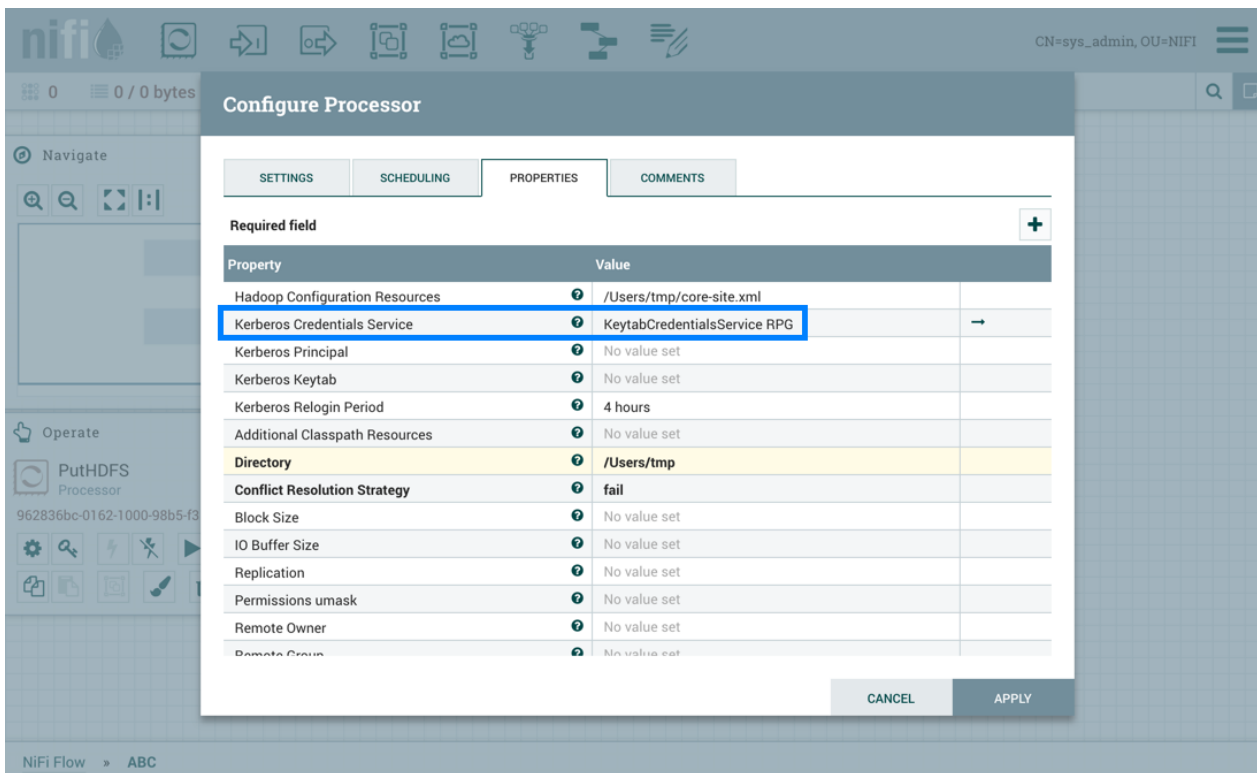 nifi
CN=sys_admin, OU=NIFI
0 0 / 0 bytes
Configure Processor
Navigate
SETTINGS SCHEDULING PROPERTIES COMMENTS
Required field
Property Value
Hadoop Configuration Resources /Users/tmp/core-site.xml
Kerberos Credentials Service KeytabCredentialsService RPG
Kerberos Principal No value set
Kerberos Keytab No value set
Kerberos Relogin Period 4 hours
Operate
Additional Classpath Resources No value set
Directory /Users/tmp
PutHDFS
Processor
Conflict Resolution Strategy fail
962836bc-0162-1000-98b5-f3
Block Size No value set
IO Buffer Size No value set
Replication No value set
Permissions umask No value set
Remote Owner No value set
Remote Group No value set
CANCEL APPLY
NiFi Flow » ABC